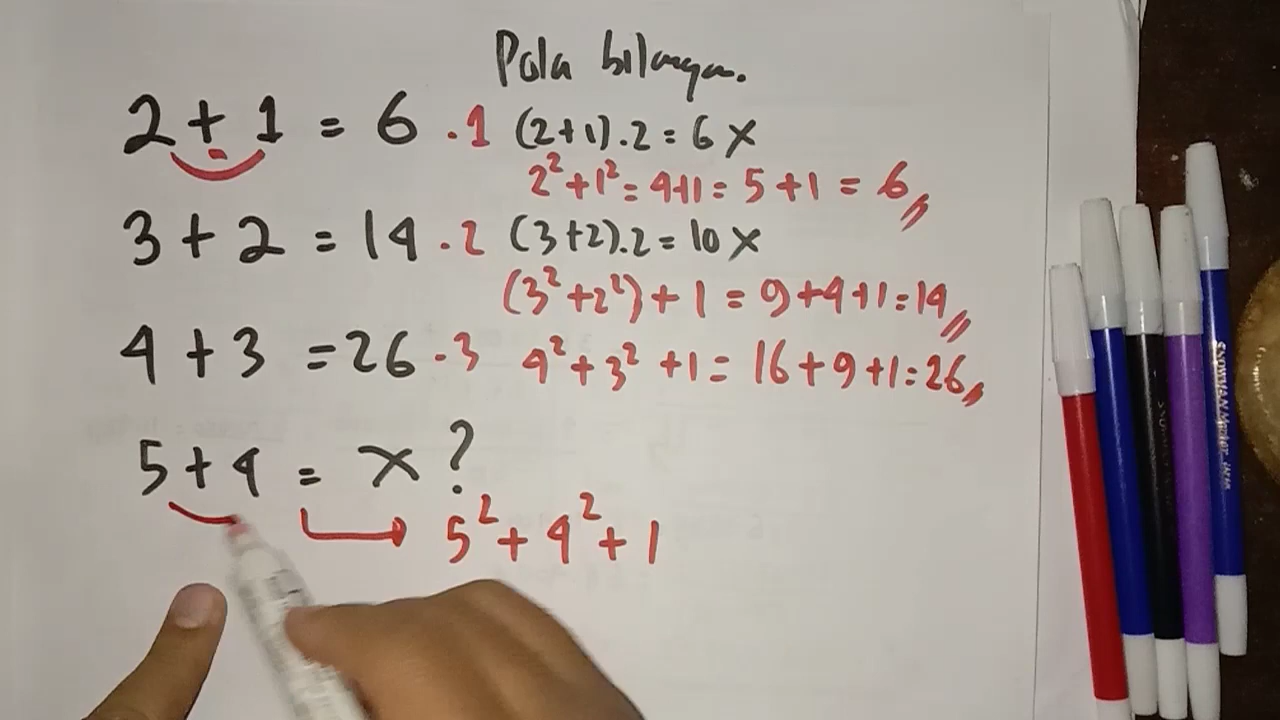 Pola bilangan.
2 + 1 = 6 . 1 (2+1).2 = 6 X
2² + 1² = 4+1 = 5 + 1 = 6
3 + 2 = 14 . 2 (3+2).2 = 10 X
(3² + 2²) + 1 = 9+4+1 = 14
4 + 3 = 26 . 3 4² + 3² + 1 = 16 + 9 + 1 = 26
5 + 4 = x ?
5² + 4² + 1
SNOWMAN